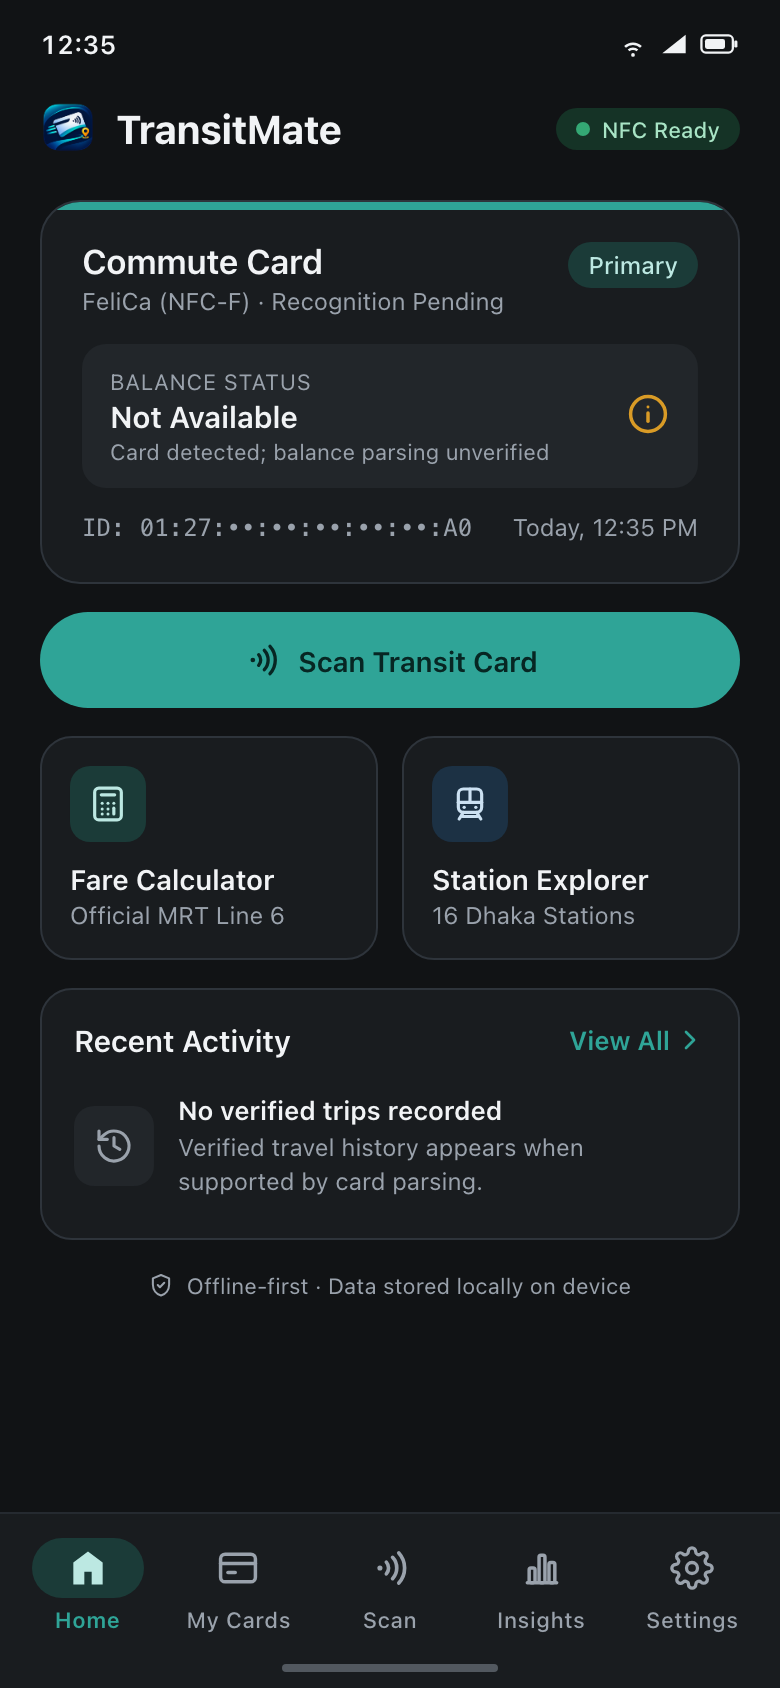 12:35
TransitMate
NFC Ready
Commute Card
Primary
FeliCa (NFC-F) · Recognition Pending
BALANCE STATUS
Not Available
Card detected; balance parsing unverified
ID: 01:27:••:••:••:••:••:A0
Today, 12:35 PM
Scan Transit Card
Fare Calculator
Official MRT Line 6
Station Explorer
16 Dhaka Stations
Recent Activity
View All
No verified trips recorded
Verified travel history appears when
supported by card parsing.
Offline-first · Data stored locally on device
Home
My Cards
Scan
Insights
Settings